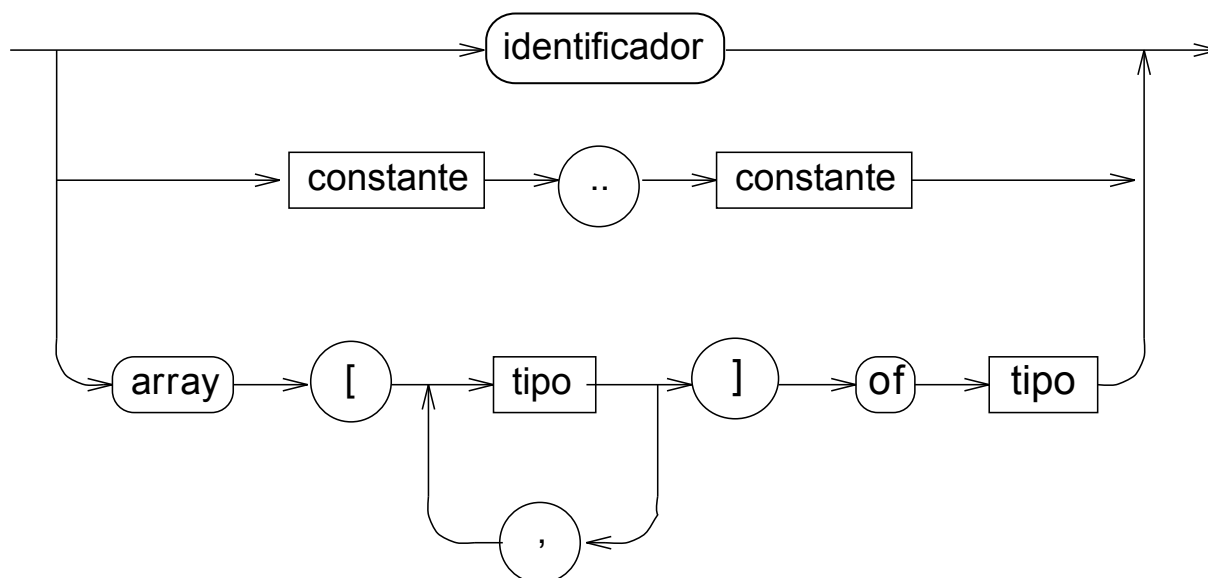 identificador
constante .. constante
array [ tipo ] of tipo
,